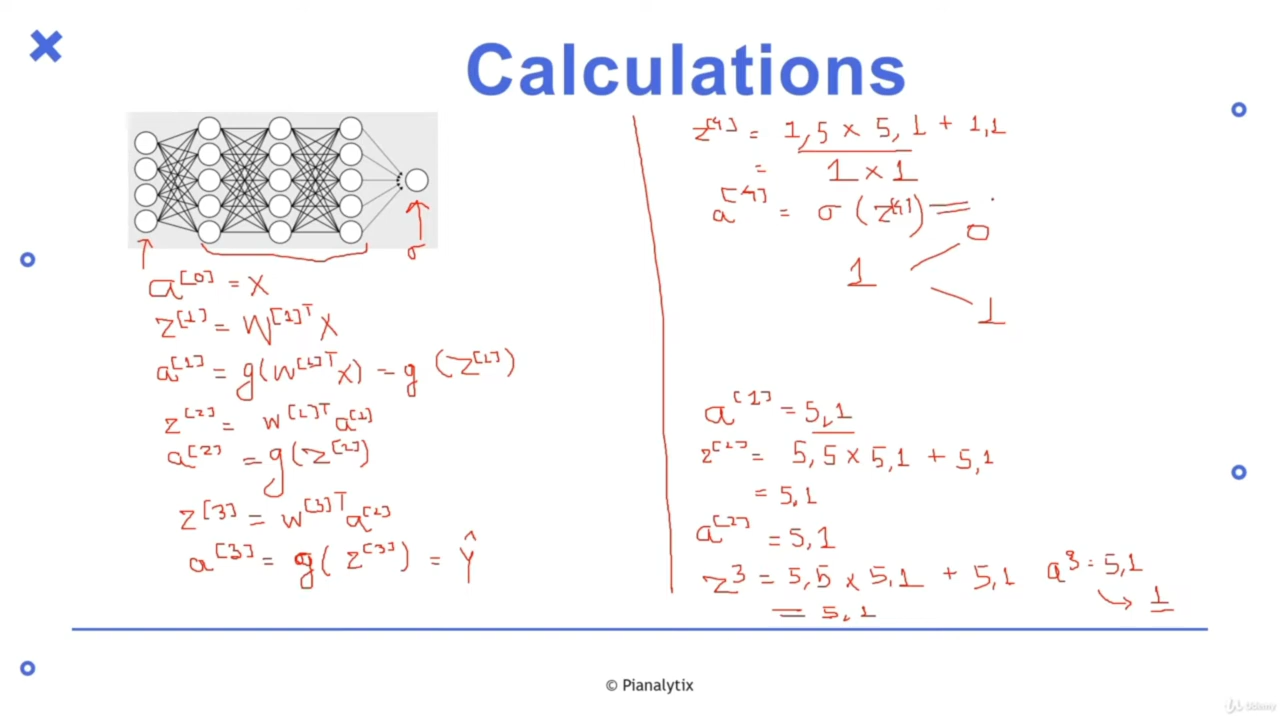 Calculations
σ
a^[0] = X
z^[1] = W^[1]T X
a^[1] = g(W^[1]T X) = g(Z^[1])
z^[2] = W^[2]T a^[1]
a^[2] = g(Z^[2])
z^[3] = W^[3]T a^[2]
a^[3] = g(Z^[3]) = Ŷ
z^[4] = 1,5 × 5,1 + 1,1
= 1 × 1
a^[4] = σ(Z^[4]) =
0
1
1
a^[1] = 5,1
z^[2] = 5,5 × 5,1 + 5,1
= 5,1
a^[2] = 5,1
z^3 = 5,5 × 5,1 + 5,1
= 5,1
a^3 = 5,1
→ 1
© Pianalytix
Udemy